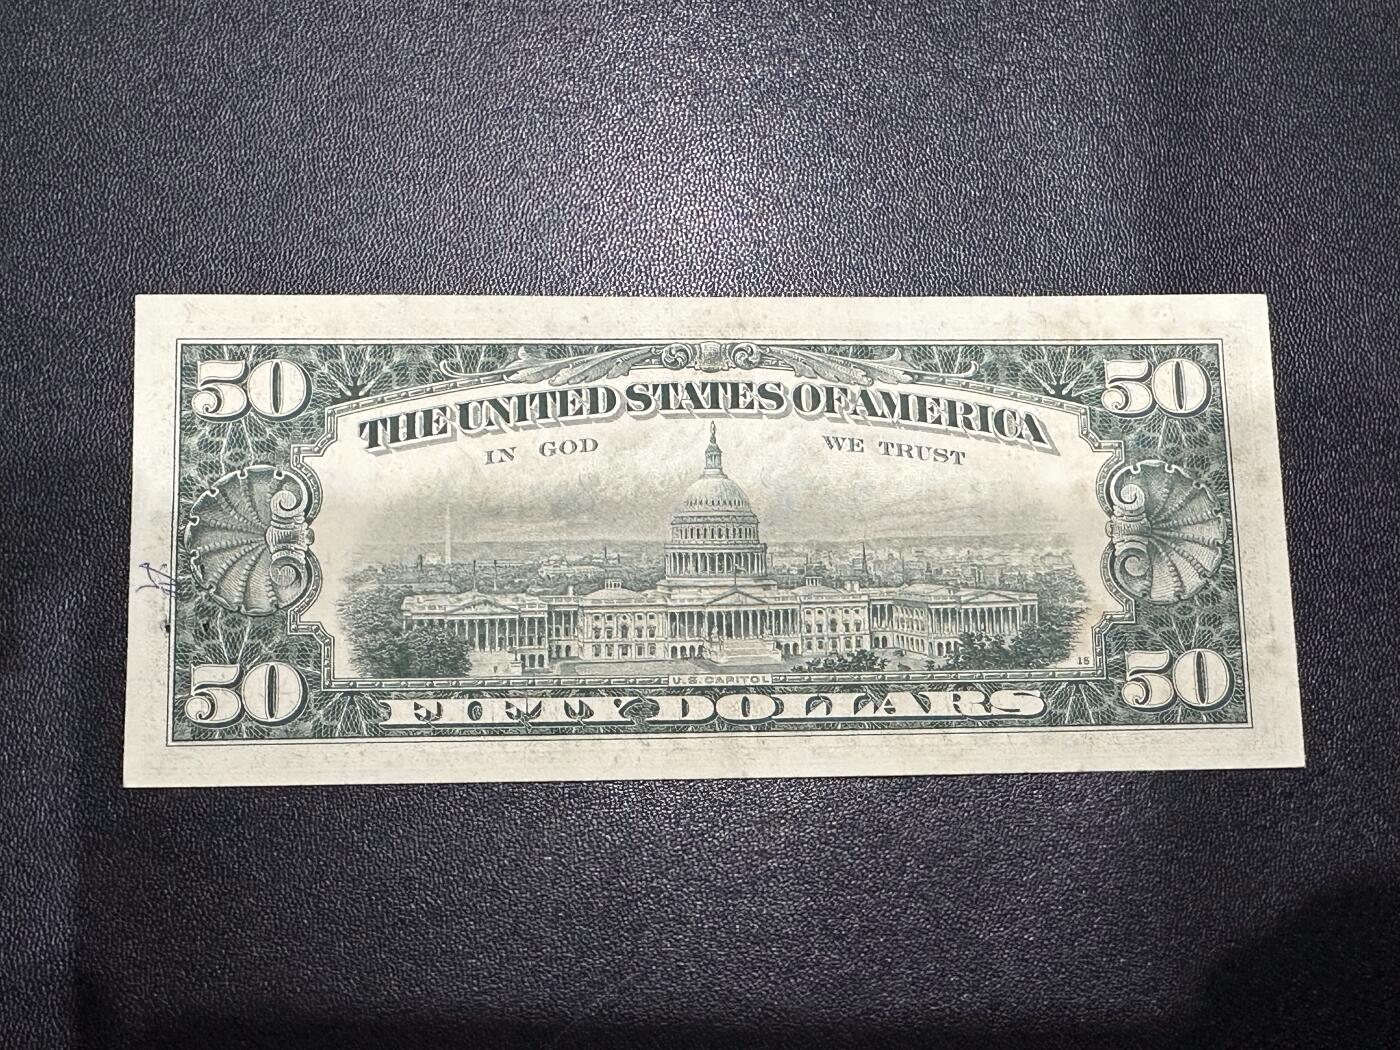 50 50
THE UNITED STATES OF AMERICA
IN GOD WE TRUST
15
U.S. CAPITOL
50 50
FIFTY DOLLARS